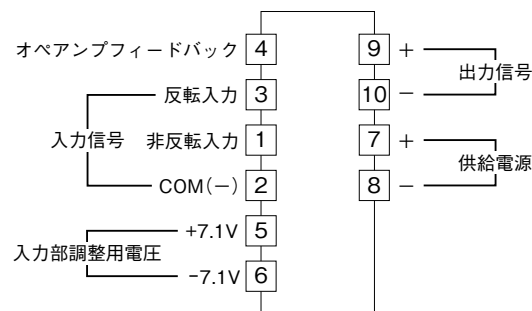 オペアンプフィードバック 4
反転入力 3
入力信号
非反転入力 1
COM(−) 2
+7.1V 5
入力部調整用電圧
−7.1V 6
9 +
出力信号
10 −
7 +
供給電源
8 −